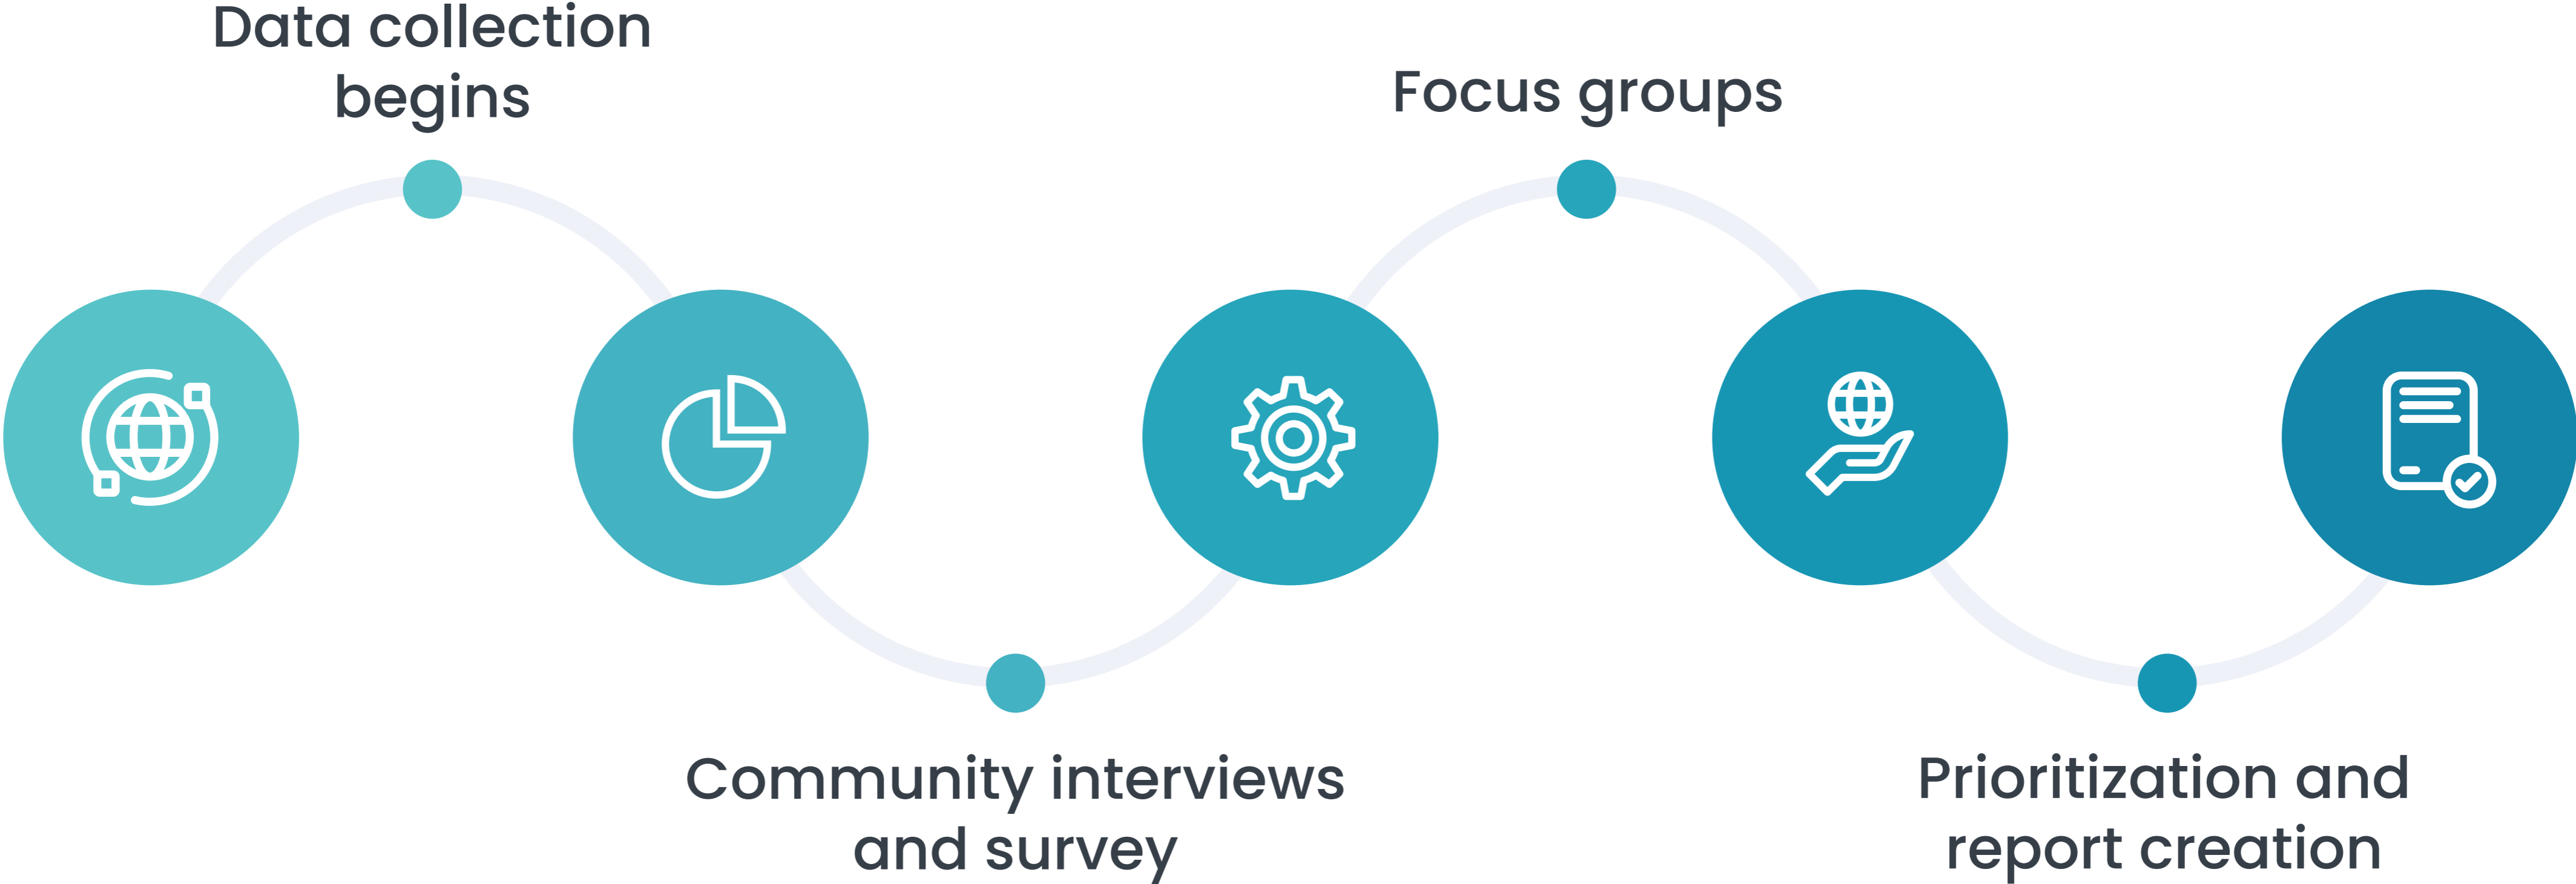 Data collection
begins
Community interviews
and survey
Focus groups
Prioritization and
report creation